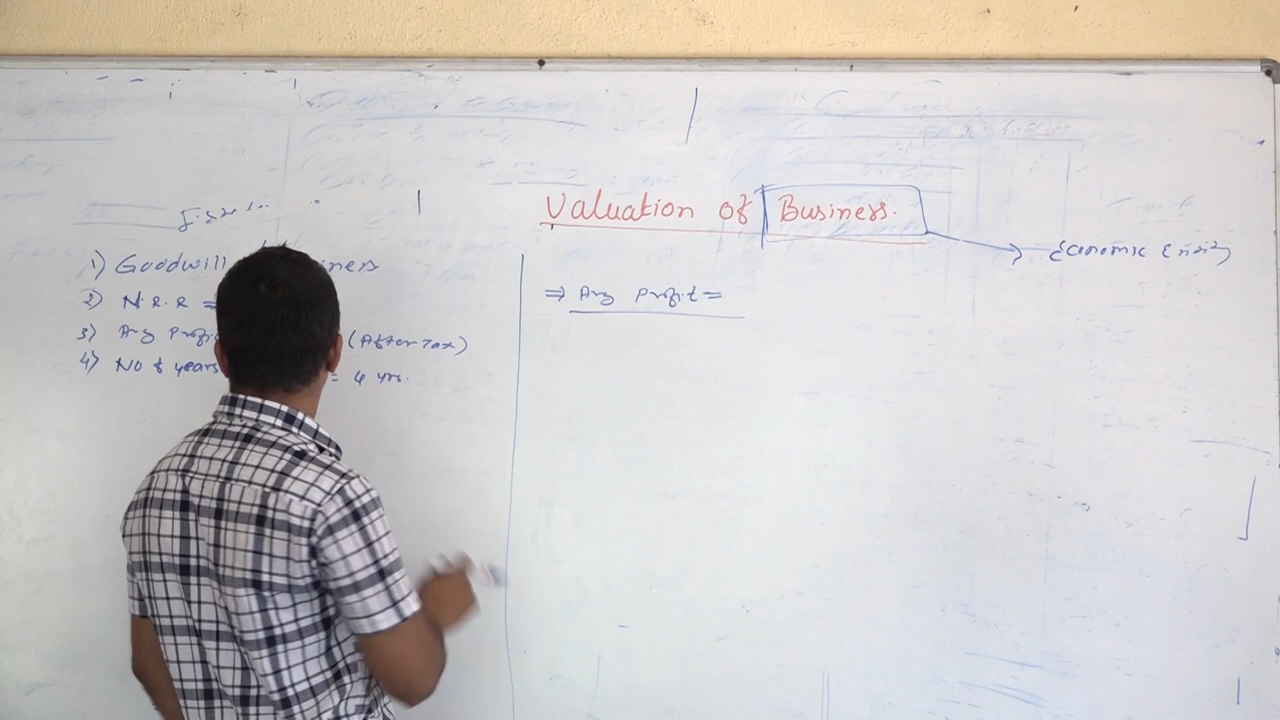 Valuation of Business.
Economic Entity
1) Goodwill
2) N.R.R =
3) Avg Profit (After Tax)
4) No of years = 4 yrs.
⇒ Avg Profit =